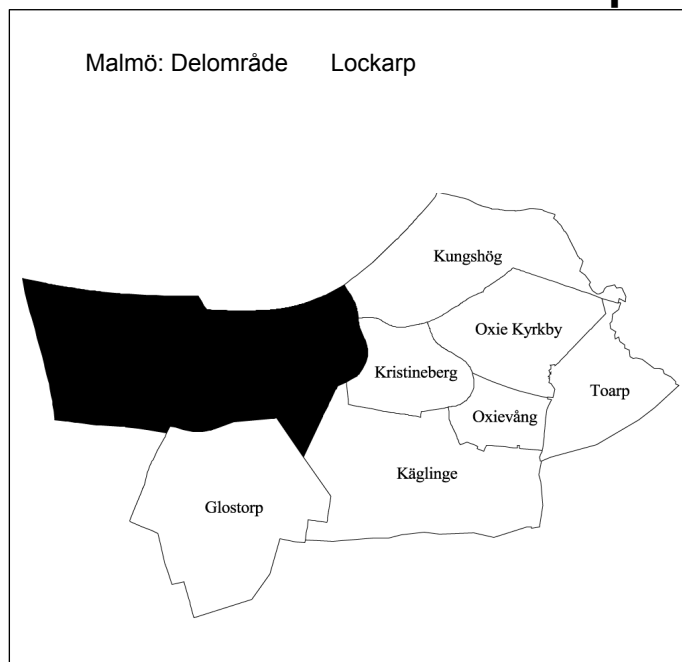 Malmö: Delområde Lockarp
Kungshög
Oxie Kyrkby
Kristineberg
Toarp
Oxievång
Käglinge
Glostorp